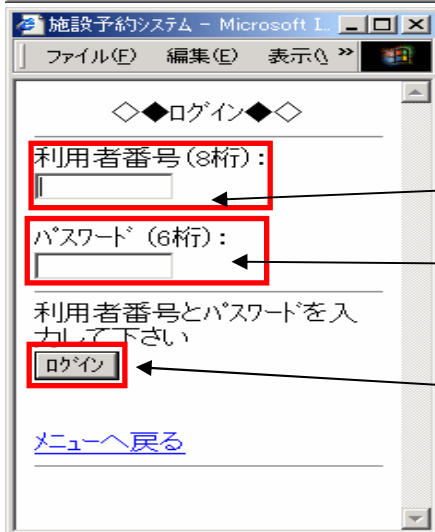 施設予約システム - Microsoft I...
ファイル(F) 編集(E) 表示(V) »
◇◆ログイン◆◇
利用者番号(8桁):
パスワード(6桁):
利用者番号とパスワードを入
力して下さい
ログイン
メニューへ戻る